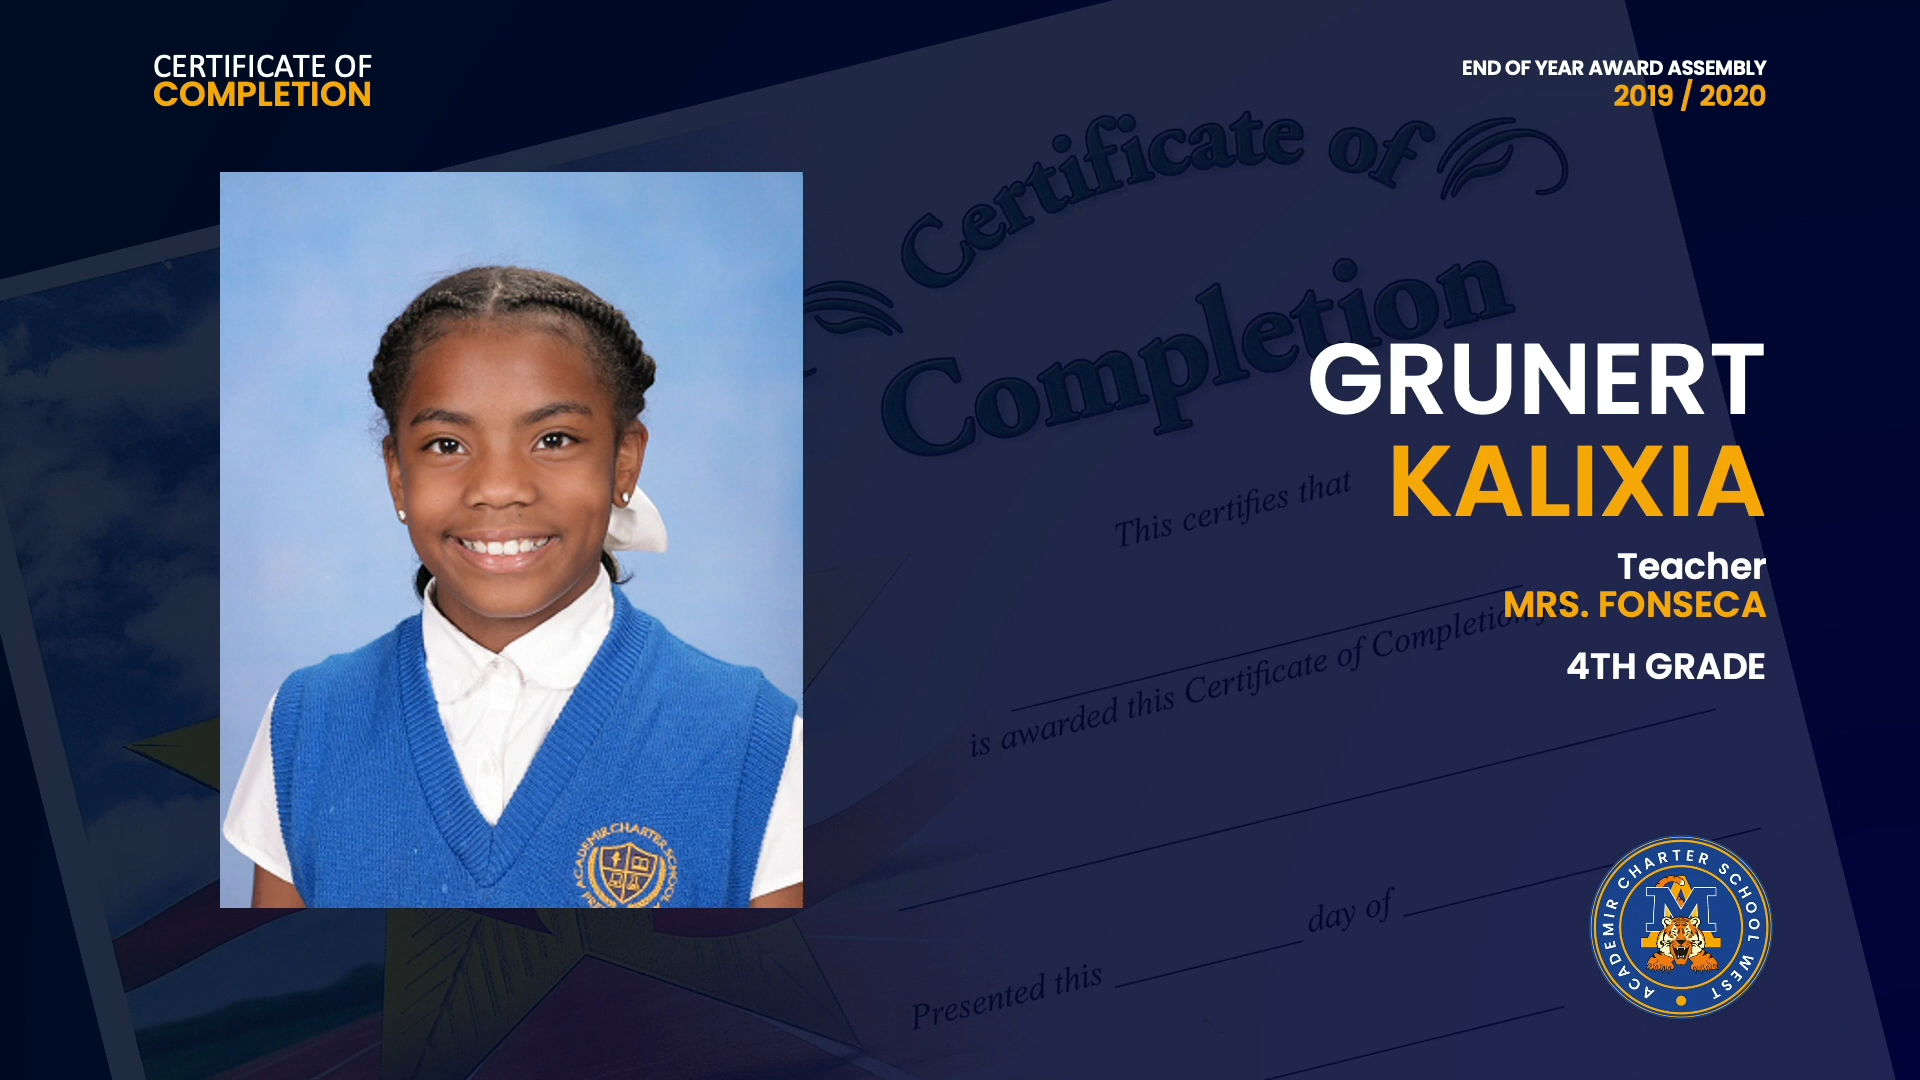 CERTIFICATE OF
COMPLETION
END OF YEAR AWARD ASSEMBLY
2019 / 2020
Certificate of
Completion
GRUNERT
KALIXIA
This certifies that
Teacher
MRS. FONSECA
is awarded this Certificate of Completion
4TH GRADE
day of
Presented this
ACADEMIR CHARTER SCHOOL
ACADEMIR CHARTER SCHOOL WEST
M